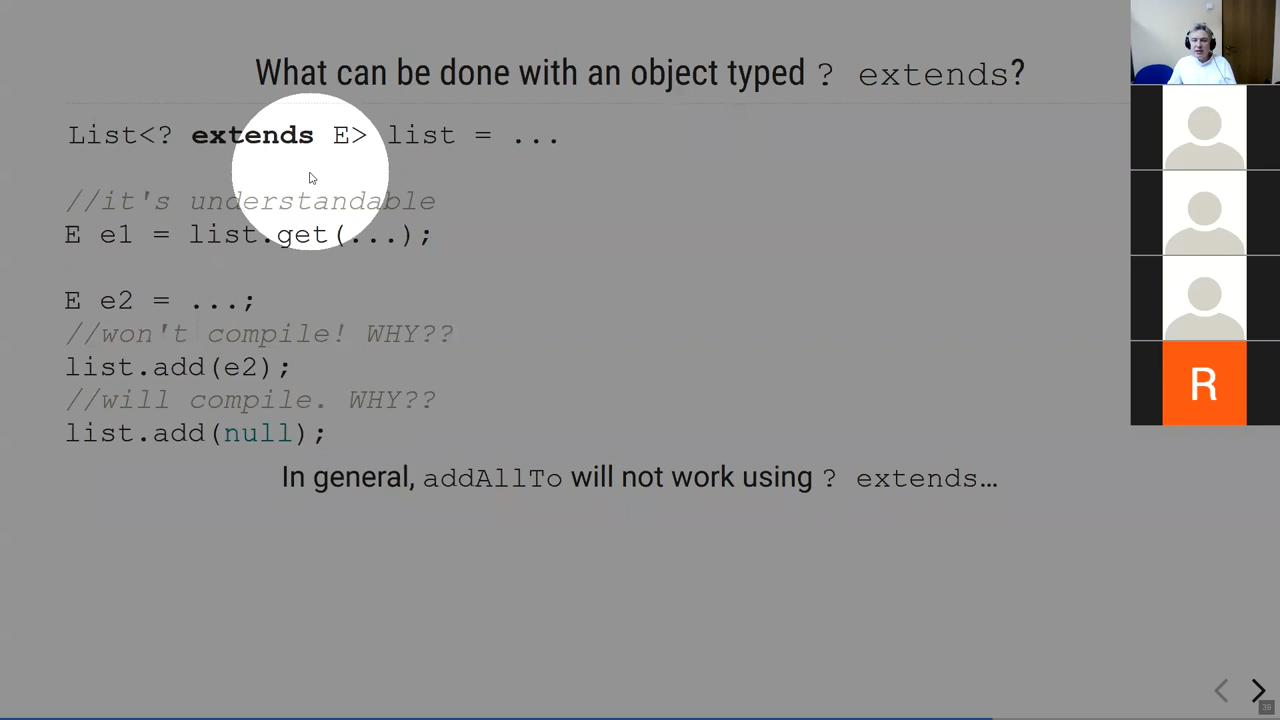 What can be done with an object typed ? extends?
List<? extends E> list = ...
//it's understandable
E e1 = list.get(...);
E e2 = ...;
//won't compile! WHY??
list.add(e2);
//will compile. WHY??
list.add(null);
In general, addAllTo will not work using ? extends…
R
38